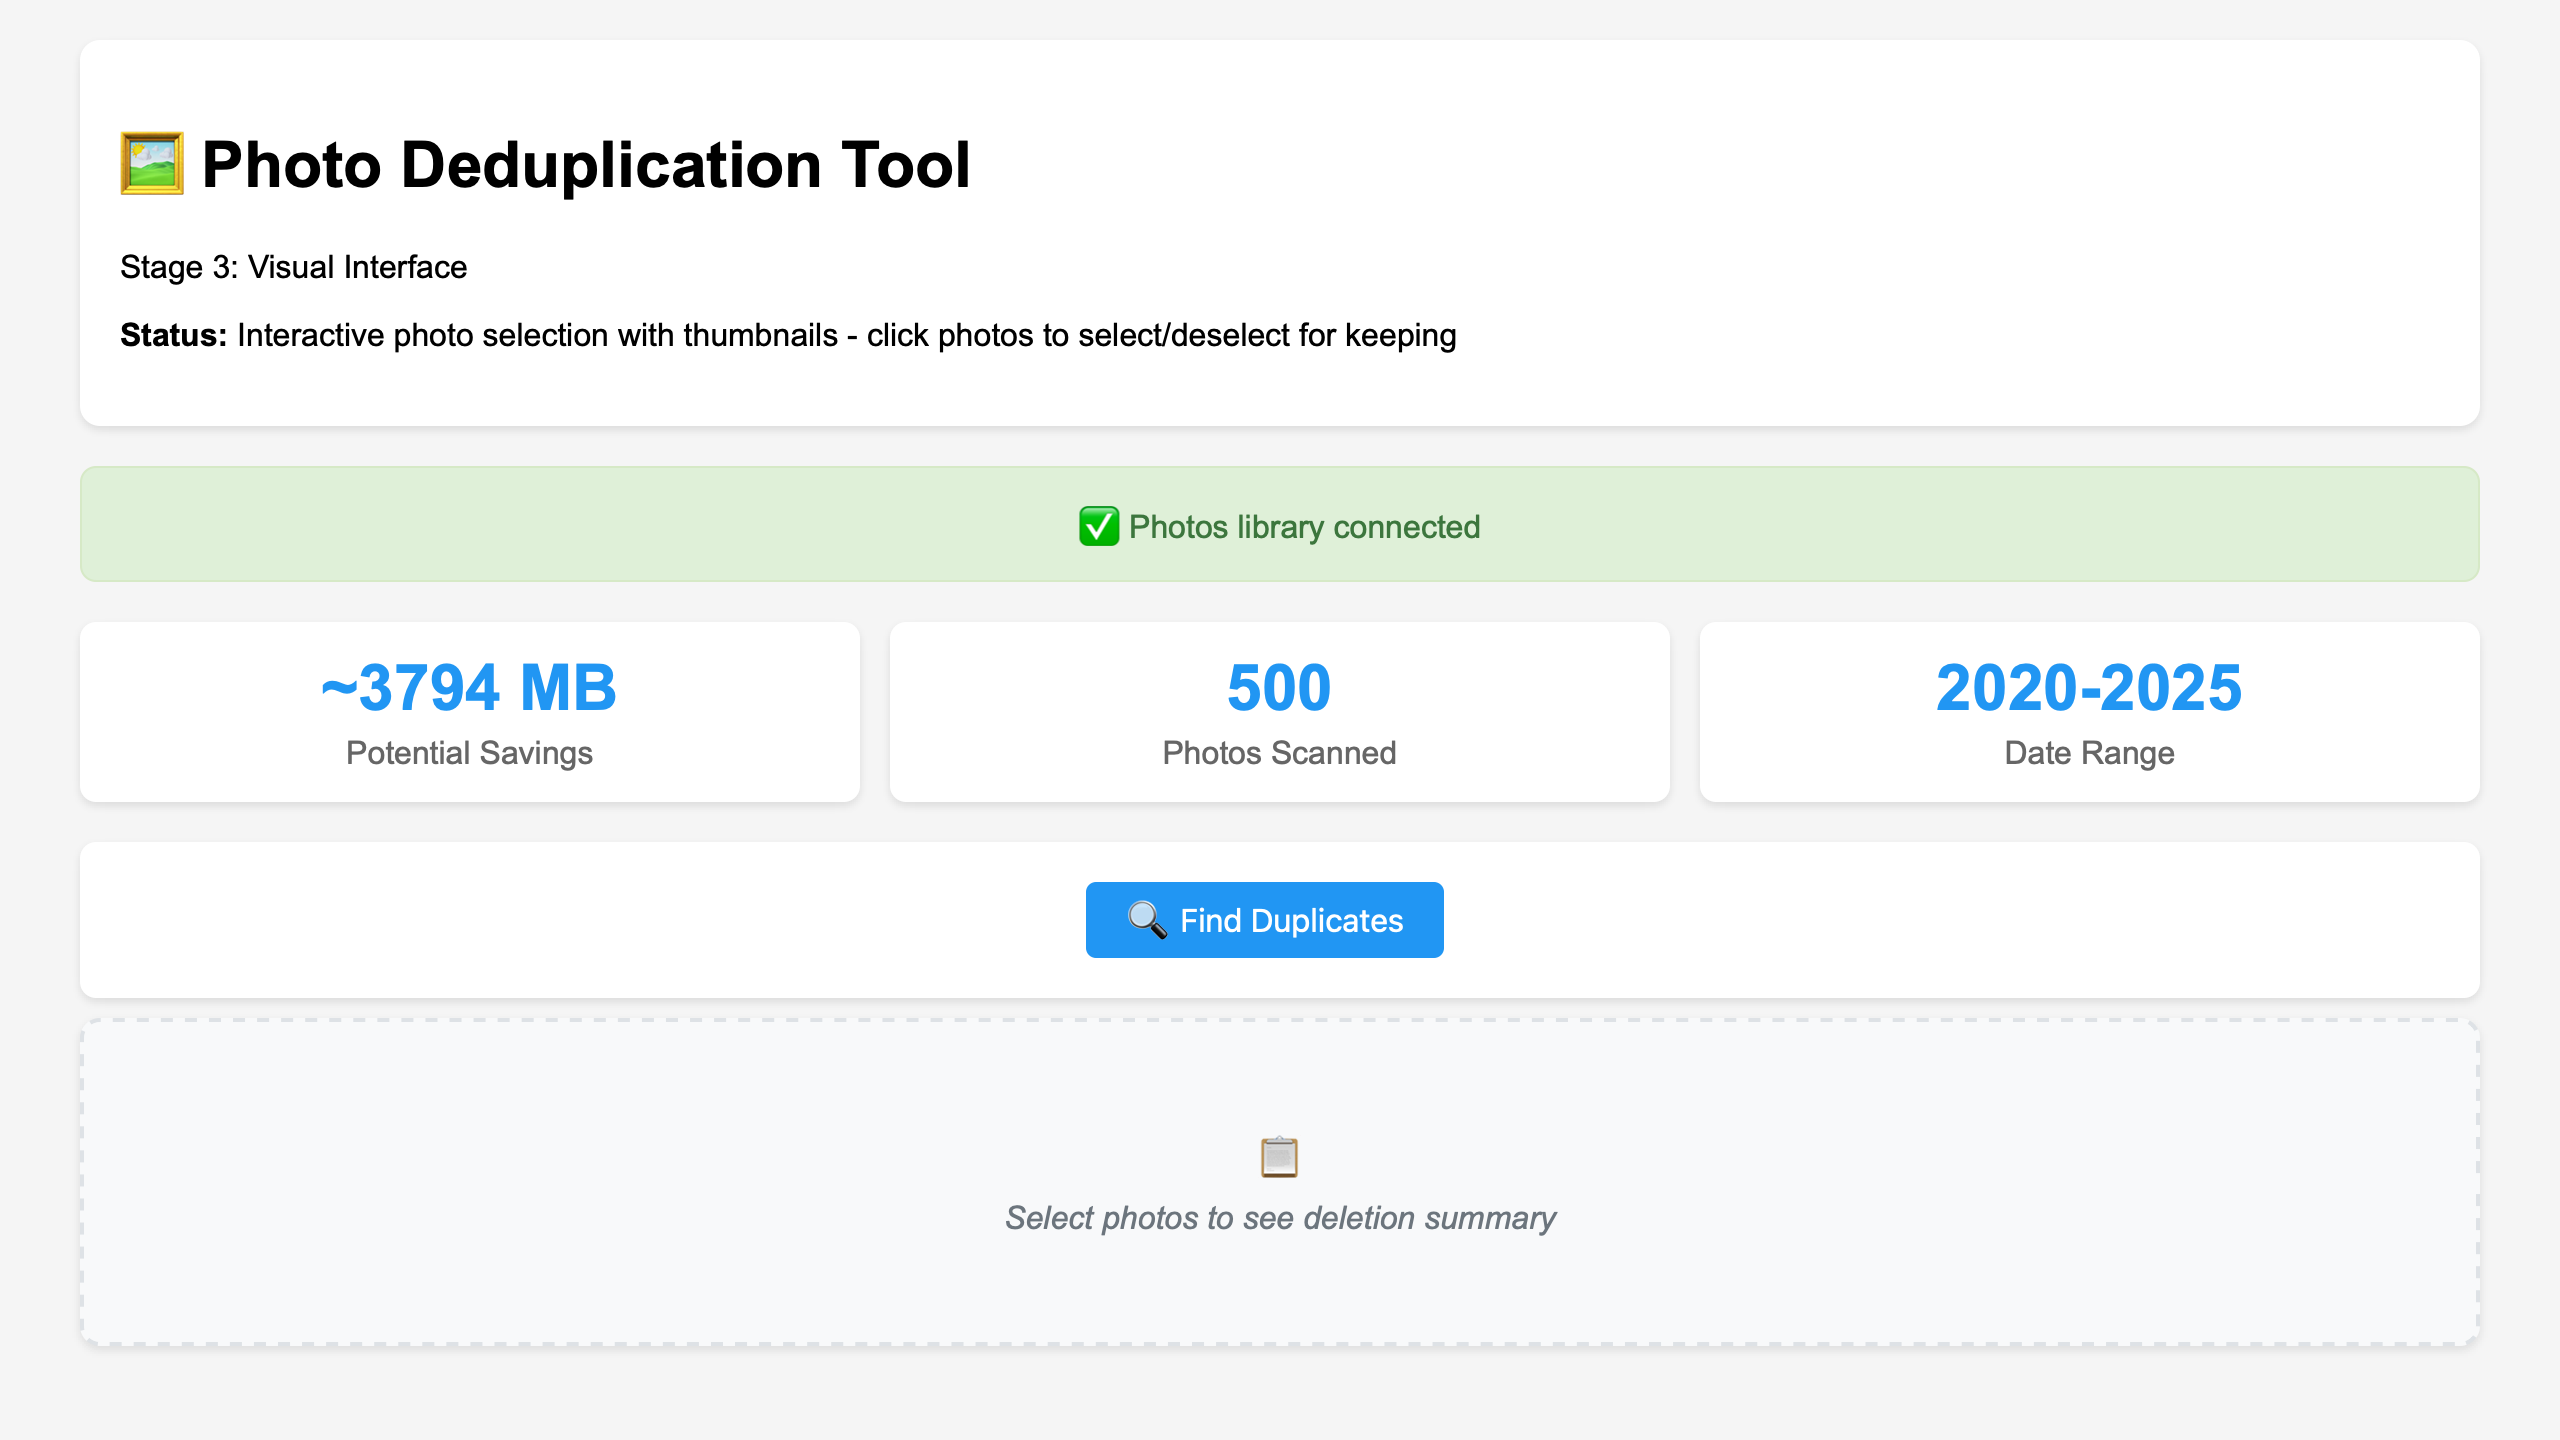 Photo Deduplication Tool
Stage 3: Visual Interface
Status: Interactive photo selection with thumbnails - click photos to select/deselect for keeping
Photos library connected
~3794 MB
Potential Savings
500
Photos Scanned
2020-2025
Date Range
Find Duplicates
Select photos to see deletion summary